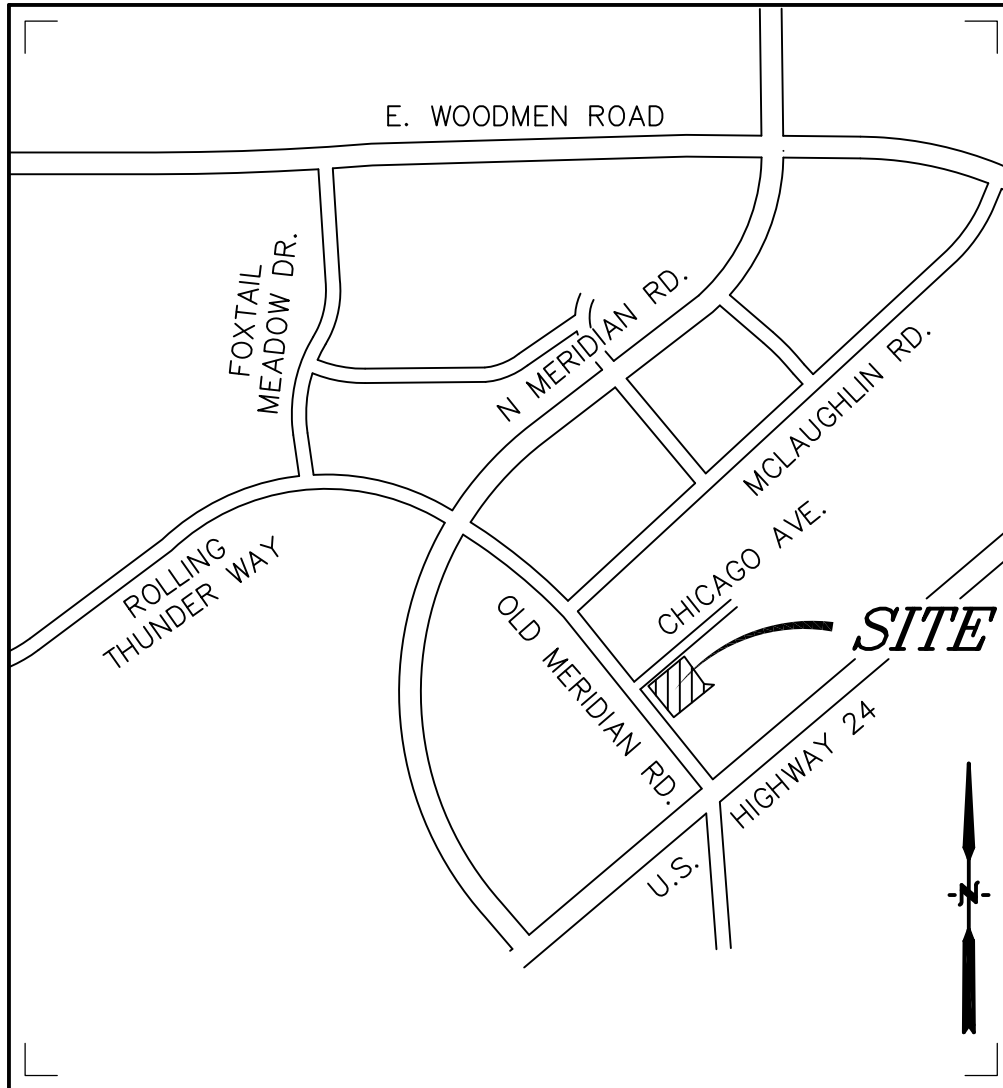 E. WOODMEN ROAD
FOXTAIL
MEADOW DR.
N MERIDIAN RD.
MCLAUGHLIN RD.
CHICAGO AVE.
ROLLING
THUNDER WAY
OLD MERIDIAN RD.
SITE
U.S.
HIGHWAY 24
N